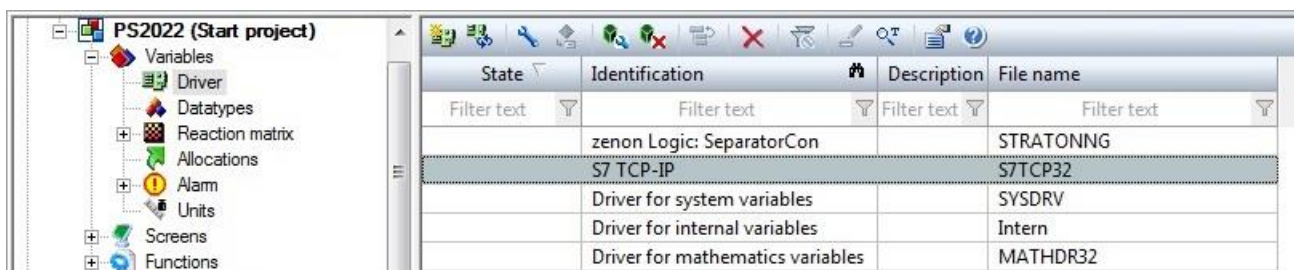 PS2022 (Start project)
Variables
Driver
Datatypes
Reaction matrix
Allocations
Alarm
Units
Screens
Functions
State Identification Description File name
Filter text Filter text Filter text Filter text
zenon Logic: SeparatorCon STRATONNG
S7 TCP-IP S7TCP32
Driver for system variables SYSDRV
Driver for internal variables Intern
Driver for mathematics variables MATHDR32